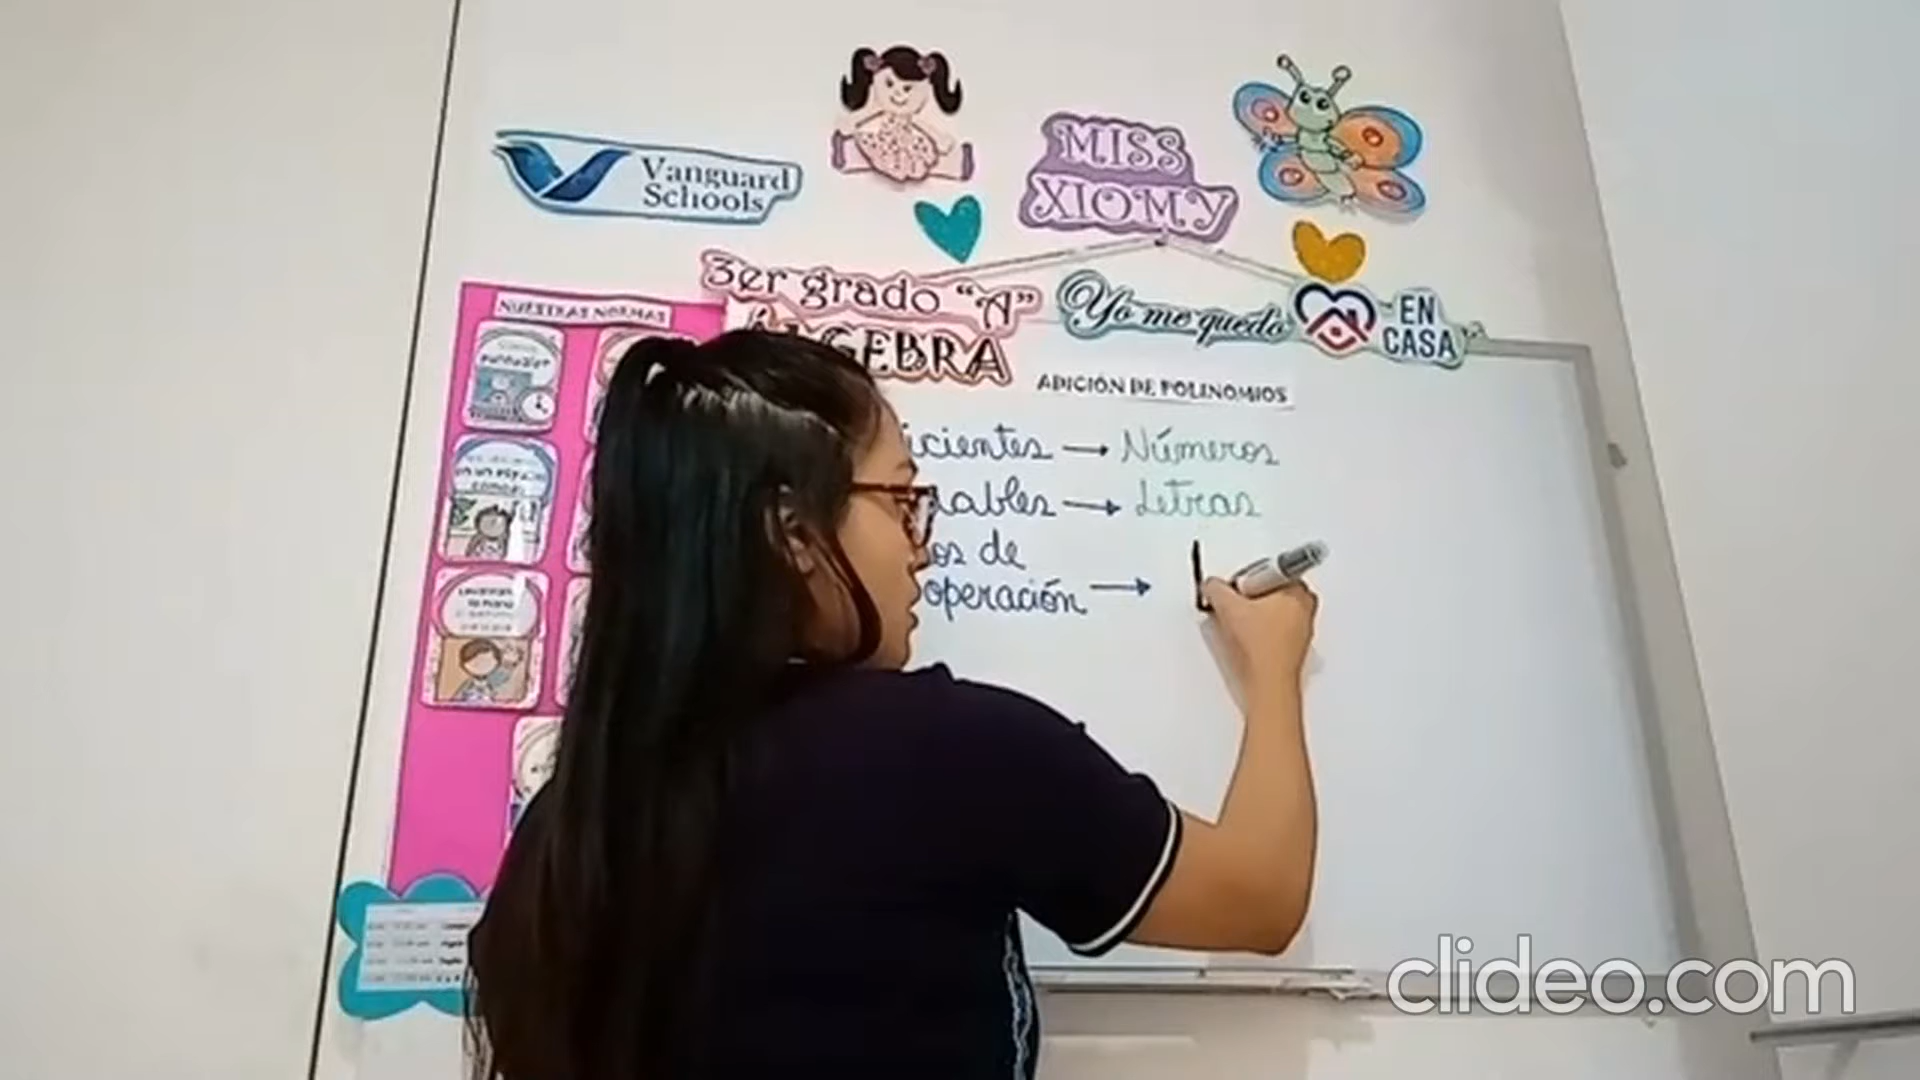 Vanguard
Schools
MISS
XIOMY
3er grado "A"
Yo me quedo
EN
CASA
NUESTRAS NORMAS
ADICIÓN DE POLINOMIOS
icientes → Números
ables → Letras
os de
operación →
clideo.com